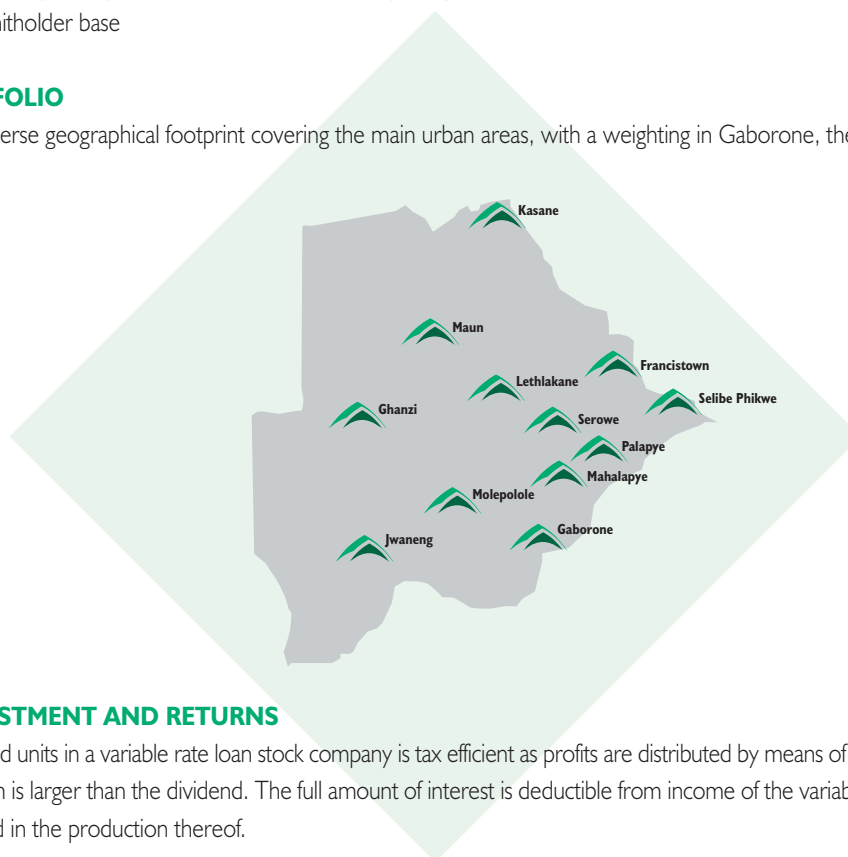 nitholder base
FOLIO
erse geographical footprint covering the main urban areas, with a weighting in Gaborone, the
Kasane
Maun
Francistown
Lethlakane
Selibe Phikwe
Ghanzi
Serowe
Palapye
Mahalapye
Molepolole
Gaborone
Jwaneng
STMENT AND RETURNS
d units in a variable rate loan stock company is tax efficient as profits are distributed by means of
n is larger than the dividend. The full amount of interest is deductible from income of the variab
d in the production thereof.